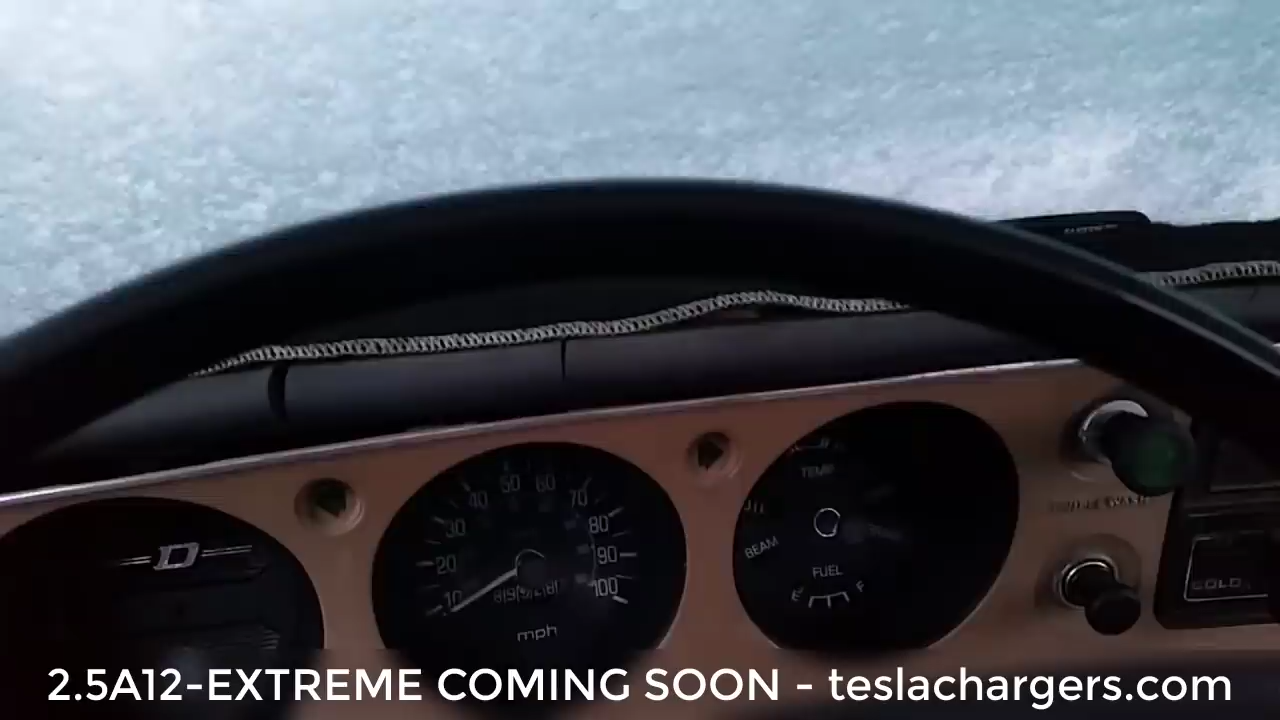 D
10
20
30
40
50
60
70
80
90
100
mph
TEMP
BEAM
FUEL
E F
COLD
2.5A12-EXTREME COMING SOON - teslachargers.com